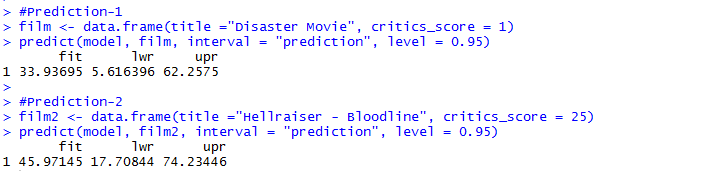 > #Prediction-1
> film <- data.frame(title ="Disaster Movie", critics_score = 1)
> predict(model, film, interval = "prediction", level = 0.95)
       fit      lwr     upr
1 33.93695 5.616396 62.2575
>
> #Prediction-2
> film2 <- data.frame(title ="Hellraiser - Bloodline", critics_score = 25)
> predict(model, film2, interval = "prediction", level = 0.95)
       fit      lwr      upr
1 45.97145 17.70844 74.23446